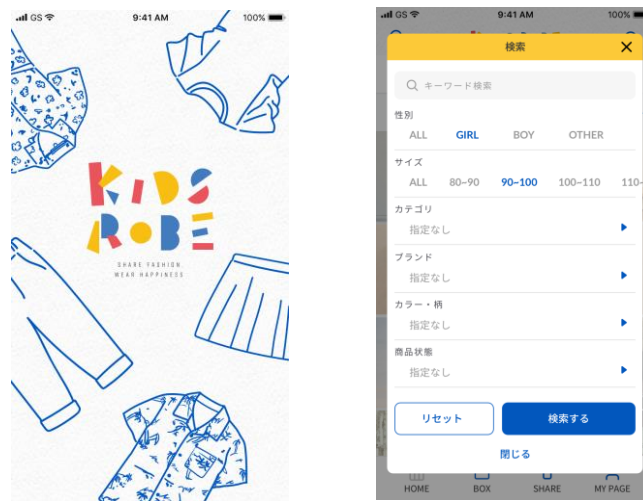 GS 9:41 AM 100%
KIDS
ROBE
SHARE FASHION
WEAR HAPPINESS
GS 9:41 AM 100%
検索
キーワード検索
性別
ALL GIRL BOY OTHER
サイズ
ALL 80~90 90~100 100~110 110~
カテゴリ
指定なし
ブランド
指定なし
カラー・柄
指定なし
商品状態
指定なし
リセット 検索する
閉じる
HOME BOX SHARE MY PAGE